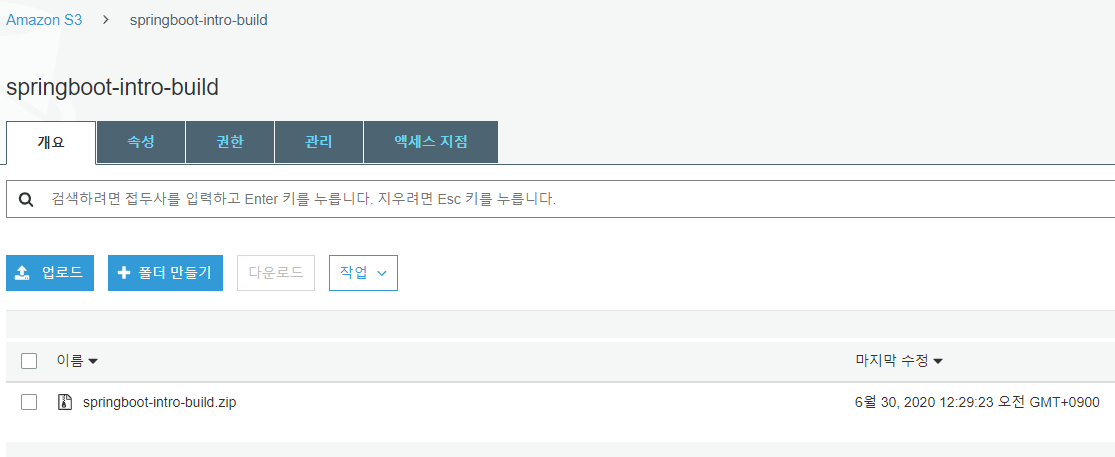 Amazon S3 > springboot-intro-build
springboot-intro-build
개요 속성 권한 관리 액세스 지점
검색하려면 접두사를 입력하고 Enter 키를 누릅니다. 지우려면 Esc 키를 누릅니다.
업로드 폴더 만들기 다운로드 작업
이름 마지막 수정
springboot-intro-build.zip 6월 30, 2020 12:29:23 오전 GMT+0900